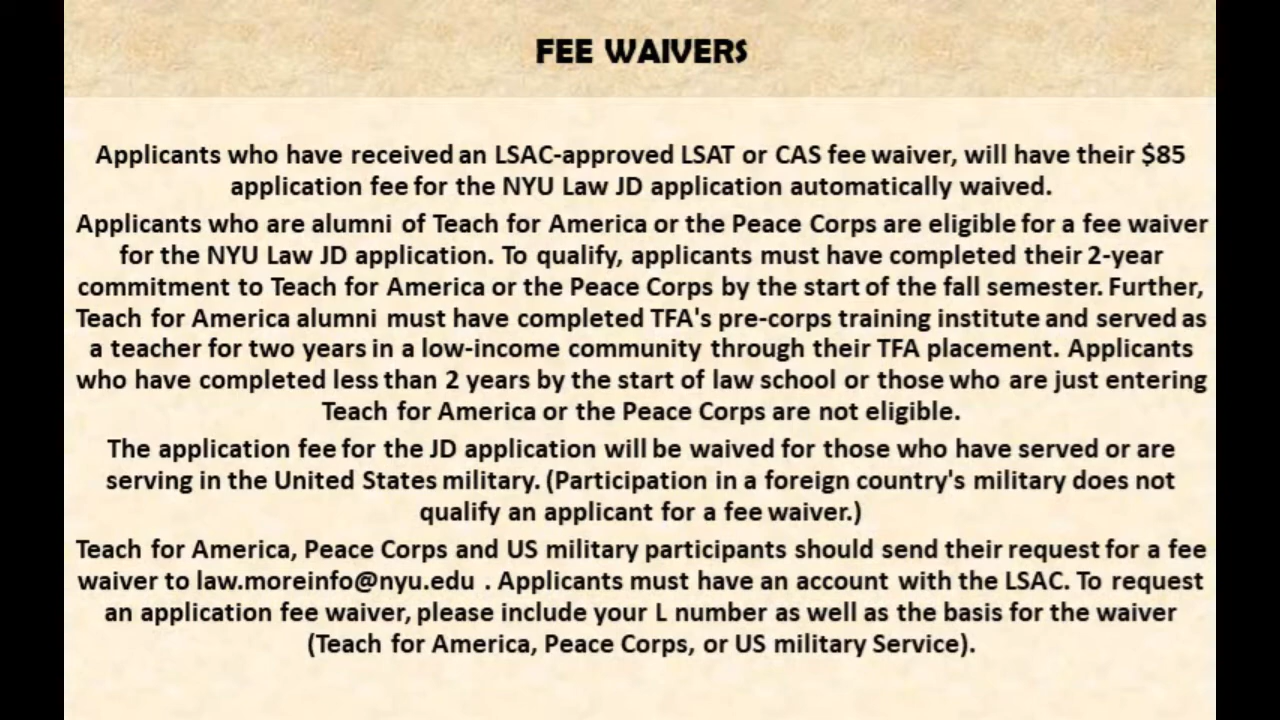 FEE WAIVERS
Applicants who have received an LSAC-approved LSAT or CAS fee waiver, will have their $85
application fee for the NYU Law JD application automatically waived.
Applicants who are alumni of Teach for America or the Peace Corps are eligible for a fee waiver
for the NYU Law JD application. To qualify, applicants must have completed their 2-year
commitment to Teach for America or the Peace Corps by the start of the fall semester. Further,
Teach for America alumni must have completed TFA's pre-corps training institute and served as
a teacher for two years in a low-income community through their TFA placement. Applicants
who have completed less than 2 years by the start of law school or those who are just entering
Teach for America or the Peace Corps are not eligible.
The application fee for the JD application will be waived for those who have served or are
serving in the United States military. (Participation in a foreign country's military does not
qualify an applicant for a fee waiver.)
Teach for America, Peace Corps and US military participants should send their request for a fee
waiver to law.moreinfo@nyu.edu . Applicants must have an account with the LSAC. To request
an application fee waiver, please include your L number as well as the basis for the waiver
(Teach for America, Peace Corps, or US military Service).